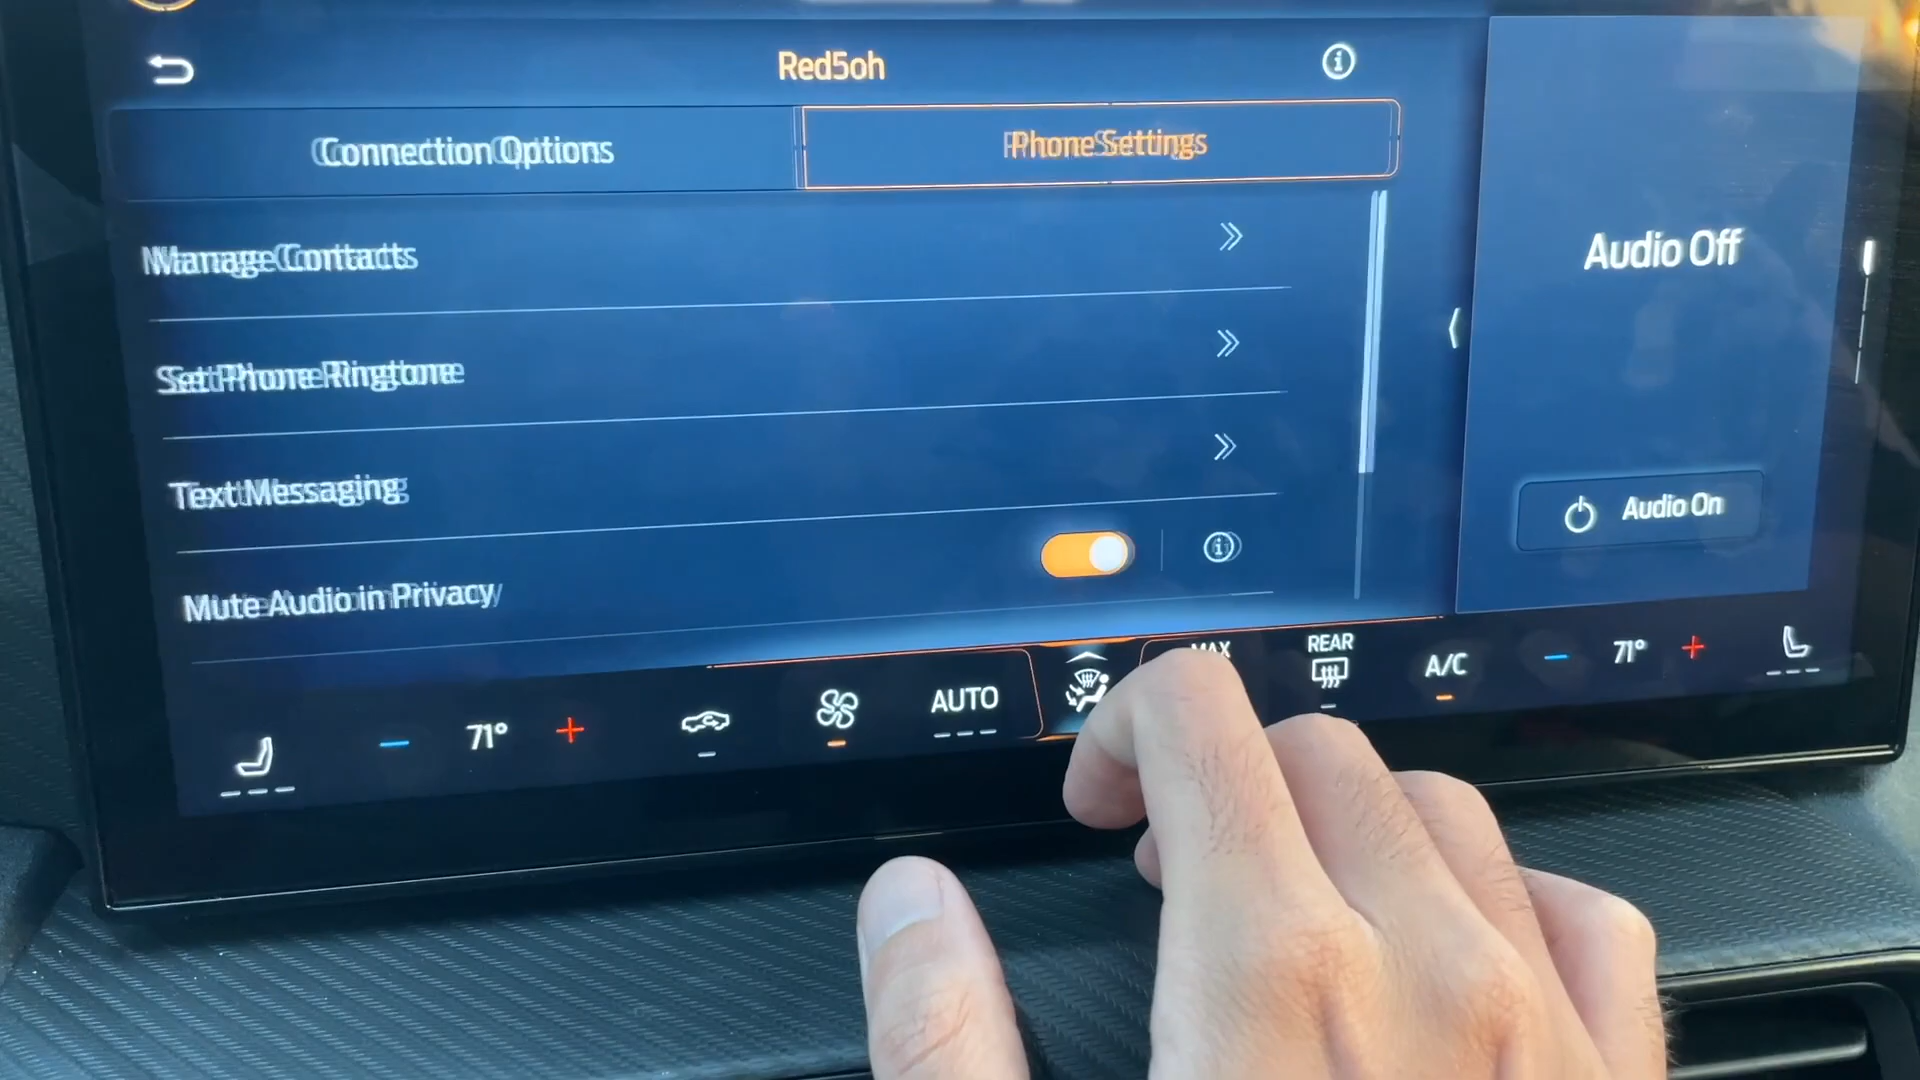 Red5oh
Connection Options
Phone Settings
Manage Contacts
Audio Off
Set Phone Ringtone
Text Messaging
Audio On
Mute Audio in Privacy
71°
AUTO
MAX
REAR
A/C
71°